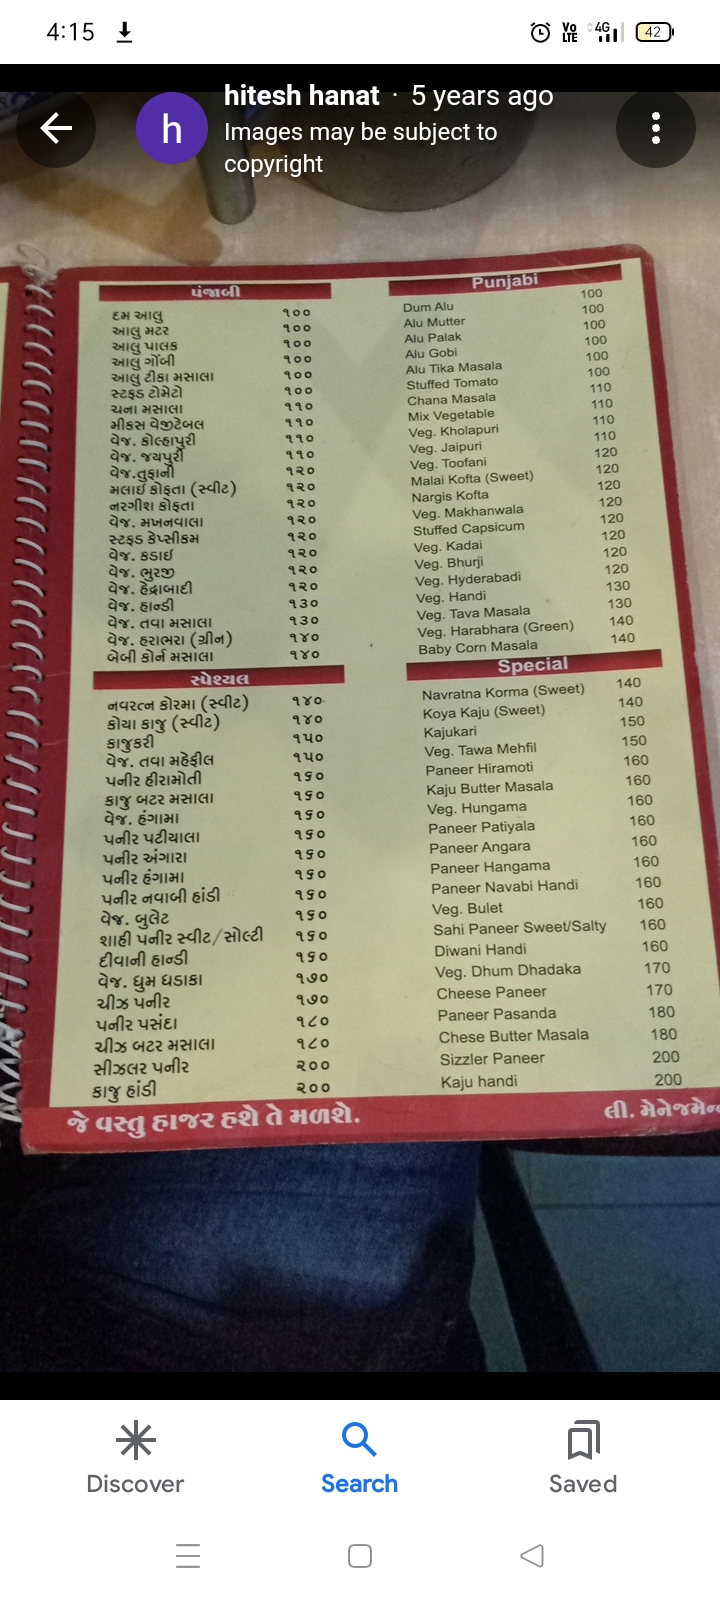 4:15
Vo LTE 4G 42
hitesh hanat · 5 years ago
Images may be subject to
copyright
પંજાબી
દમ આલુ ૧૦૦
આલુ મટર ૧૦૦
આલુ પાલક ૧૦૦
આલુ ગોંબી ૧૦૦
આલુ ટીકા મસાલા ૧૦૦
સ્ટફડ ટોમેટો ૧૦૦
ચના મસાલા ૧૧૦
મીકસ વેજીટેબલ ૧૧૦
વેજ. કોલ્હાપુરી ૧૧૦
વેજ. જયપુરી ૧૧૦
વેજ.તુફાની ૧૨૦
મલાઈ કોફતા (સ્વીટ) ૧૨૦
નરગીશ કોફતા ૧૨૦
વેજ. મખનવાલા ૧૨૦
સ્ટફડ કેપ્સીકમ ૧૨૦
વેજ. કડાઈ ૧૨૦
વેજ. ભુરજી ૧૨૦
વેજ. હૈદ્રાબાદી ૧૨૦
વેજ. હાન્ડી ૧૩૦
વેજ. તવા મસાલા ૧૩૦
વેજ. હરાભરા (ગ્રીન) ૧૪૦
બેબી કોર્ન મસાલા ૧૪૦
સ્પેશ્યલ
નવરત્ન કોરમા (સ્વીટ) ૧૪૦
કોયા કાજુ (સ્વીટ) ૧૪૦
કાજુકરી ૧૫૦
વેજ. તવા મહેફીલ ૧૫૦
પનીર હીરામોતી ૧૬૦
કાજુ બટર મસાલા ૧૬૦
વેજ. હંગામા ૧૬૦
પનીર પટીયાલા ૧૬૦
પનીર અંગારા ૧૬૦
પનીર હંગામા ૧૬૦
પનીર નવાબી હાંડી ૧૬૦
વેજ. બુલેટ ૧૬૦
શાહી પનીર સ્વીટ/સોલ્ટી ૧૬૦
દીવાની હાન્ડી ૧૬૦
વેજ. ધુમ ધડાકા ૧૭૦
ચીઝ પનીર ૧૭૦
પનીર પસંદા ૧૮૦
ચીઝ બટર મસાલા ૧૮૦
સીઝલર પનીર ૨૦૦
કાજુ હાંડી ૨૦૦
Punjabi
Dum Alu 100
Alu Mutter 100
Alu Palak 100
Alu Gobi 100
Alu Tika Masala 100
Stuffed Tomato 100
Chana Masala 110
Mix Vegetable 110
Veg. Kholapuri 110
Veg. Jaipuri 110
Veg. Toofani 120
Malai Kofta (Sweet) 120
Nargis Kofta 120
Veg. Makhanwala 120
Stuffed Capsicum 120
Veg. Kadai 120
Veg. Bhurji 120
Veg. Hyderabadi 120
Veg. Handi 130
Veg. Tava Masala 130
Veg. Harabhara (Green) 140
Baby Corn Masala 140
Special
Navratna Korma (Sweet) 140
Koya Kaju (Sweet) 140
Kajukari 150
Veg. Tawa Mehfil 150
Paneer Hiramoti 160
Kaju Butter Masala 160
Veg. Hungama 160
Paneer Patiyala 160
Paneer Angara 160
Paneer Hangama 160
Paneer Navabi Handi 160
Veg. Bulet 160
Sahi Paneer Sweet/Salty 160
Diwani Handi 160
Veg. Dhum Dhadaka 170
Cheese Paneer 170
Paneer Pasanda 180
Chese Butter Masala 180
Sizzler Paneer 200
Kaju handi 200
જે વસ્તુ હાજર હશે તે મળશે. લી.
Discover Search Saved